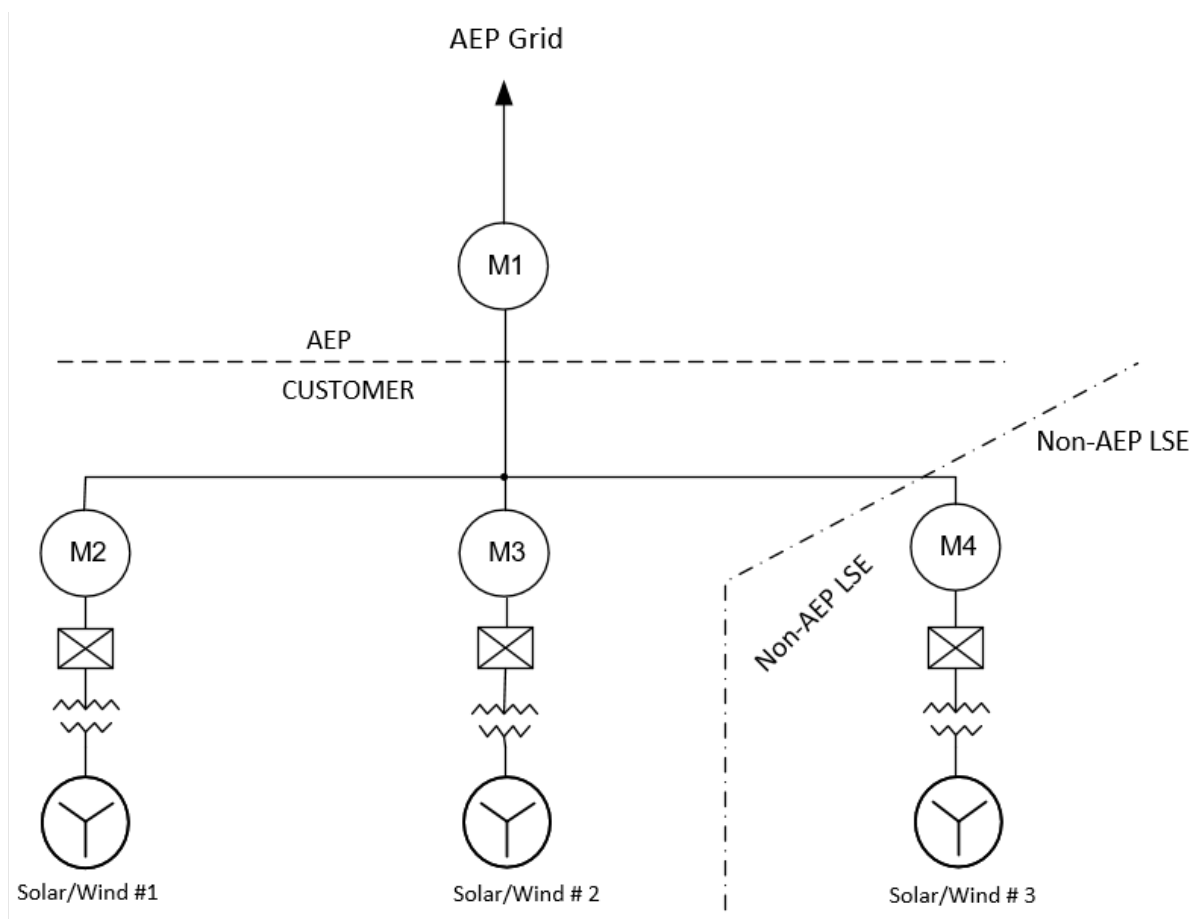 AEP Grid
M1
AEP
CUSTOMER
Non-AEP LSE
M2
M3
M4
Non-AEP LSE
Solar/Wind #1
Solar/Wind # 2
Solar/Wind # 3